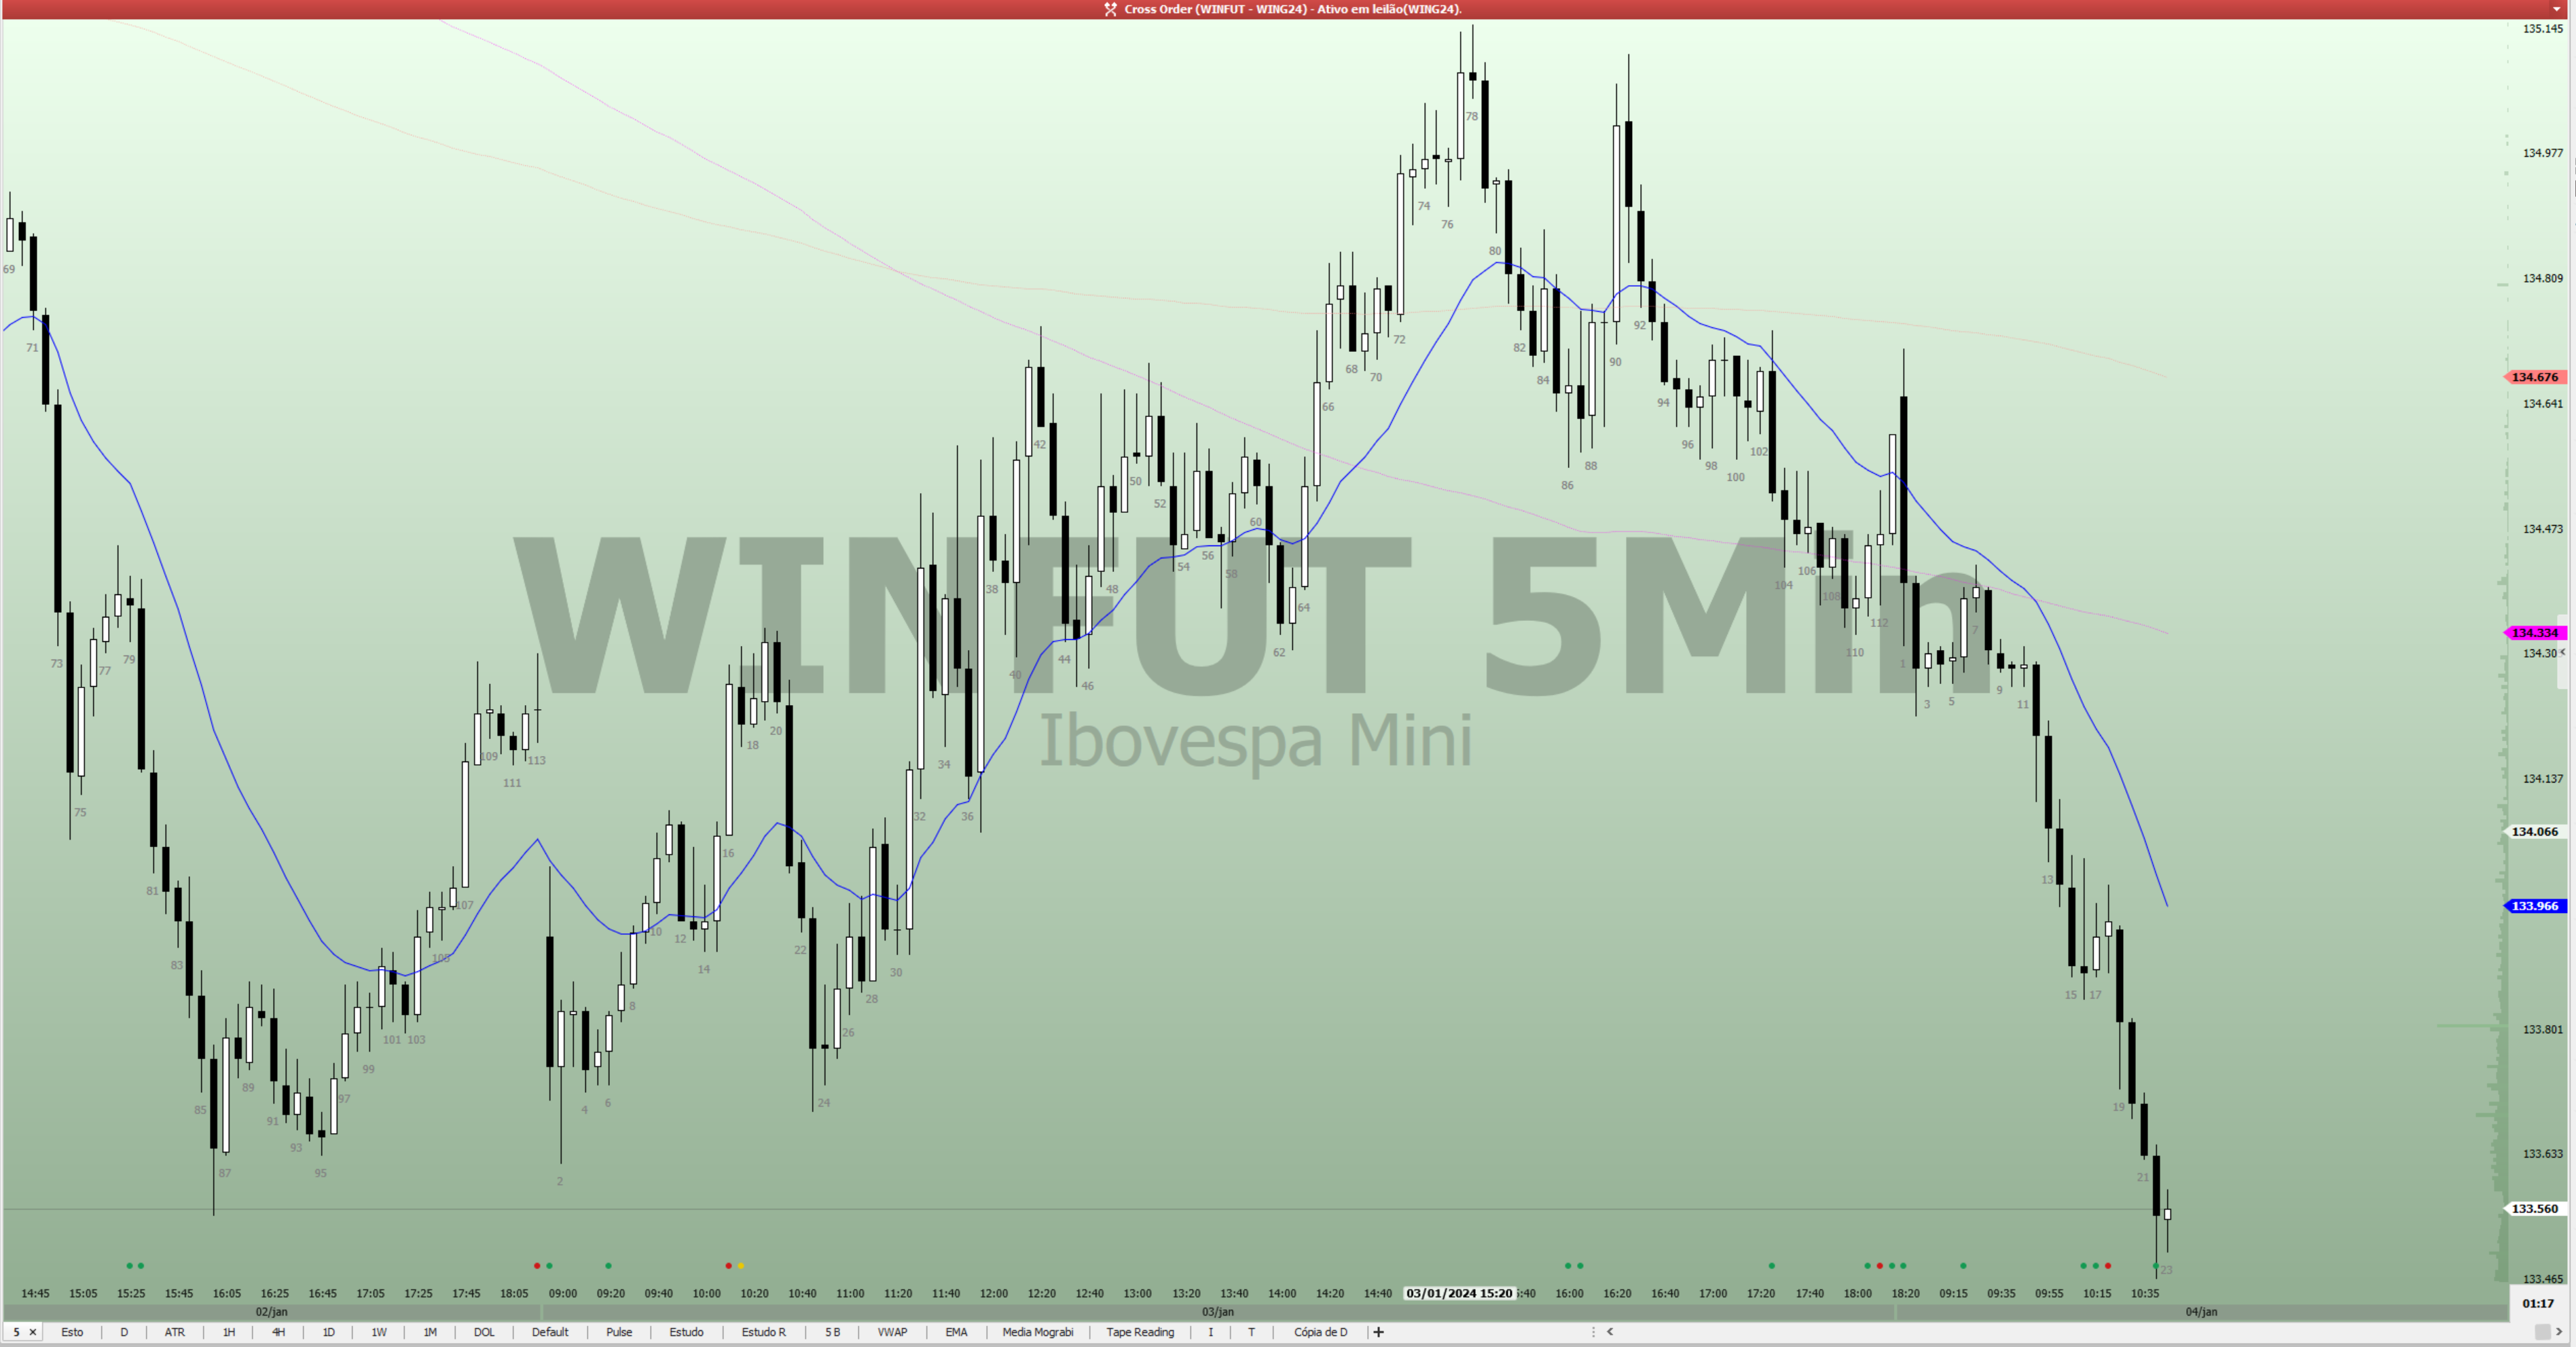 Cross Order (WINFUT - WING24) - Ativo em leilão(WING24).
135.145
134.977
134.809
134.676
134.641
134.473
134.334
134.30
134.137
134.066
133.966
133.801
133.633
133.560
133.465
WINFUT 5Min
Ibovespa Mini
69 71 73 75 77 79 81 83 85 87 89 91 93 95 97 99 101 103 105 107 109 111 113
2 4 6 8 10 12 14 16 18 20 22 24 26 28 30 32 34 36 38 40 42 44 46 48 50 52 54 56 58 60 62 64 66 68 70 72 74 76 78 80 82 84 86 88 90 92 94 96 98 100 102 104 106 108 110 112
1 3 5 7 9 11 13 15 17 19 21 23
14:45 15:05 15:25 15:45 16:05 16:25 16:45 17:05 17:25 17:45 18:05 09:00 09:20 09:40 10:00 10:20 10:40 11:00 11:20 11:40 12:00 12:20 12:40 13:00 13:20 13:40 14:00 14:20 14:40 03/01/2024 15:20 5:40 16:00 16:20 16:40 17:00 17:20 17:40 18:00 18:20 09:15 09:35 09:55 10:15 10:35
01:17
02/jan 03/jan 04/jan
5 × Esto D ATR 1H 4H 1D 1W 1M DOL Default Pulse Estudo Estudo R 5 B VWAP EMA Media Mograbi Tape Reading I T Cópia de D +